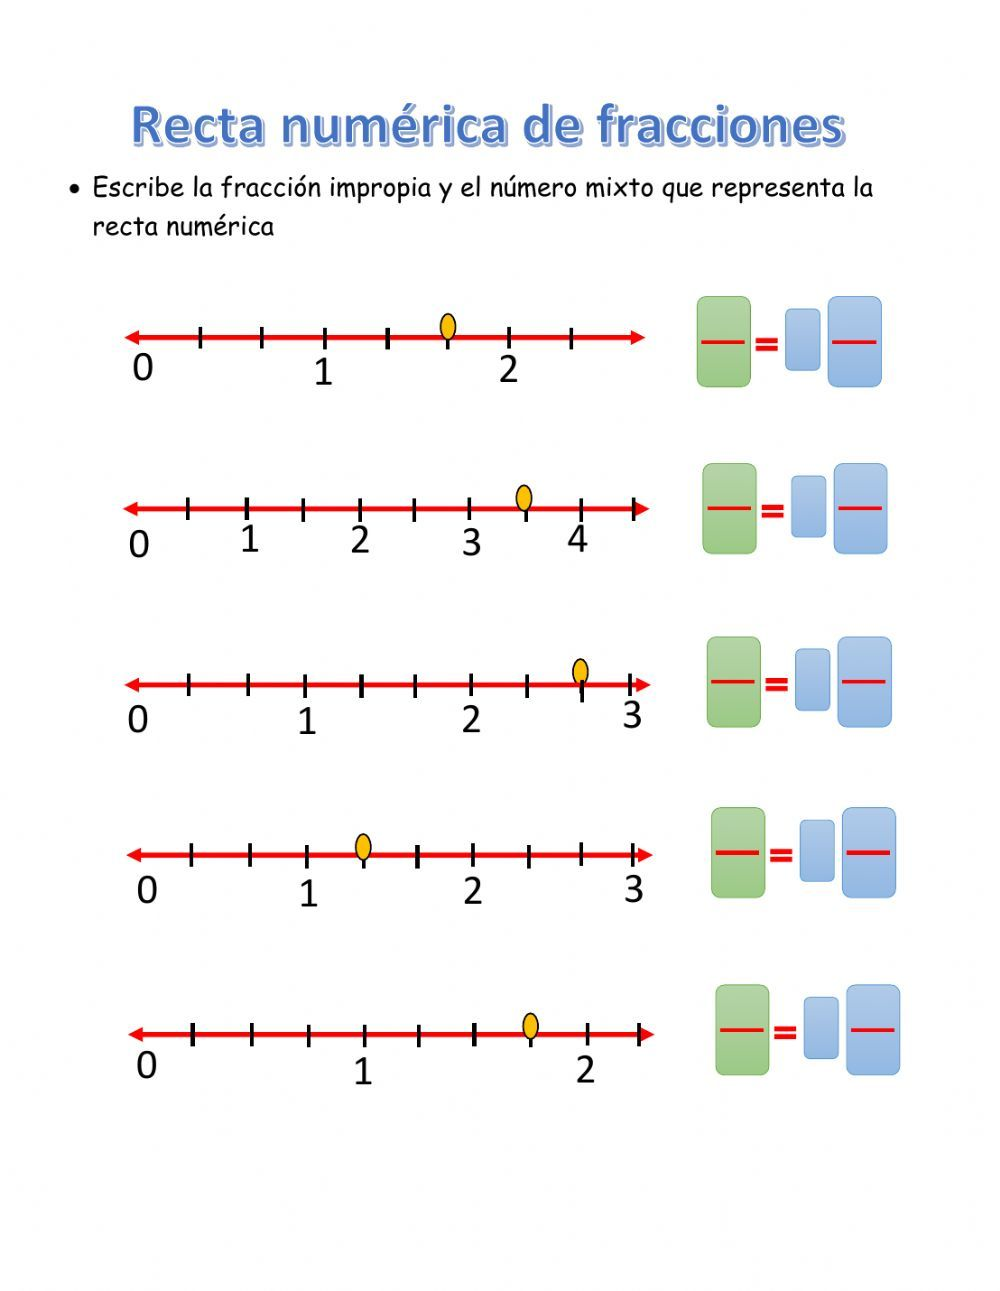 Recta numérica de fracciones
• Escribe la fracción impropia y el número mixto que representa la
recta numérica
0 1 2
=
0 1 2 3 4
=
0 1 2 3
=
0 1 2 3
=
0 1 2
=